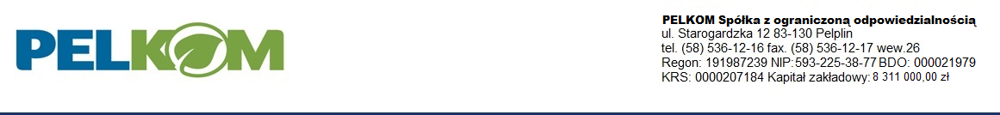 PELKOM
PELKOM Spółka z ograniczoną odpowiedzialnością
ul. Starogardzka 12 83-130 Pelplin
tel. (58) 536-12-16 fax. (58) 536-12-17 wew.26
Regon: 191987239 NIP:593-225-38-77 BDO: 000021979
KRS: 0000207184 Kapitał zakładowy: 8 311 000,00 zł